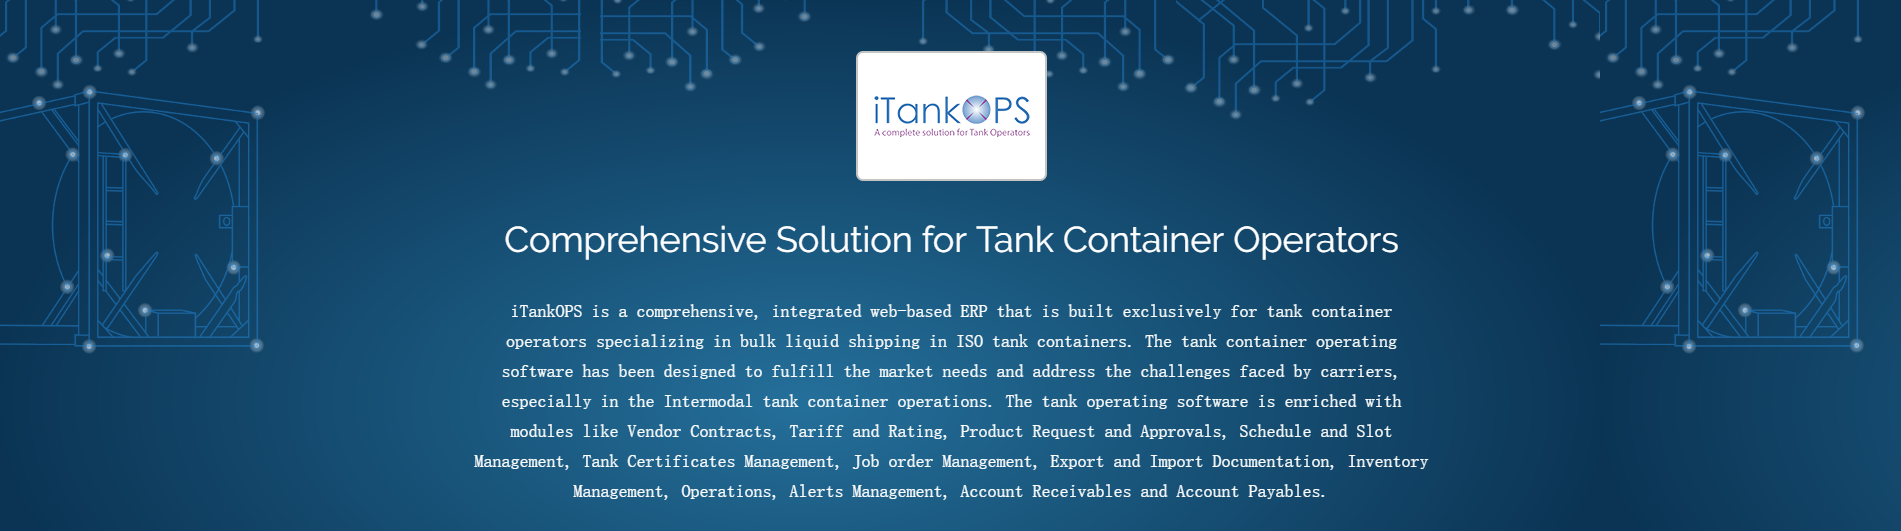 iTankOPS
A complete solution for Tank Operators
Comprehensive Solution for Tank Container Operators
iTankOPS is a comprehensive, integrated web-based ERP that is built exclusively for tank container
operators specializing in bulk liquid shipping in ISO tank containers. The tank container operating
software has been designed to fulfill the market needs and address the challenges faced by carriers,
especially in the Intermodal tank container operations. The tank operating software is enriched with
modules like Vendor Contracts, Tariff and Rating, Product Request and Approvals, Schedule and Slot
Management, Tank Certificates Management, Job order Management, Export and Import Documentation, Inventory
Management, Operations, Alerts Management, Account Receivables and Account Payables.